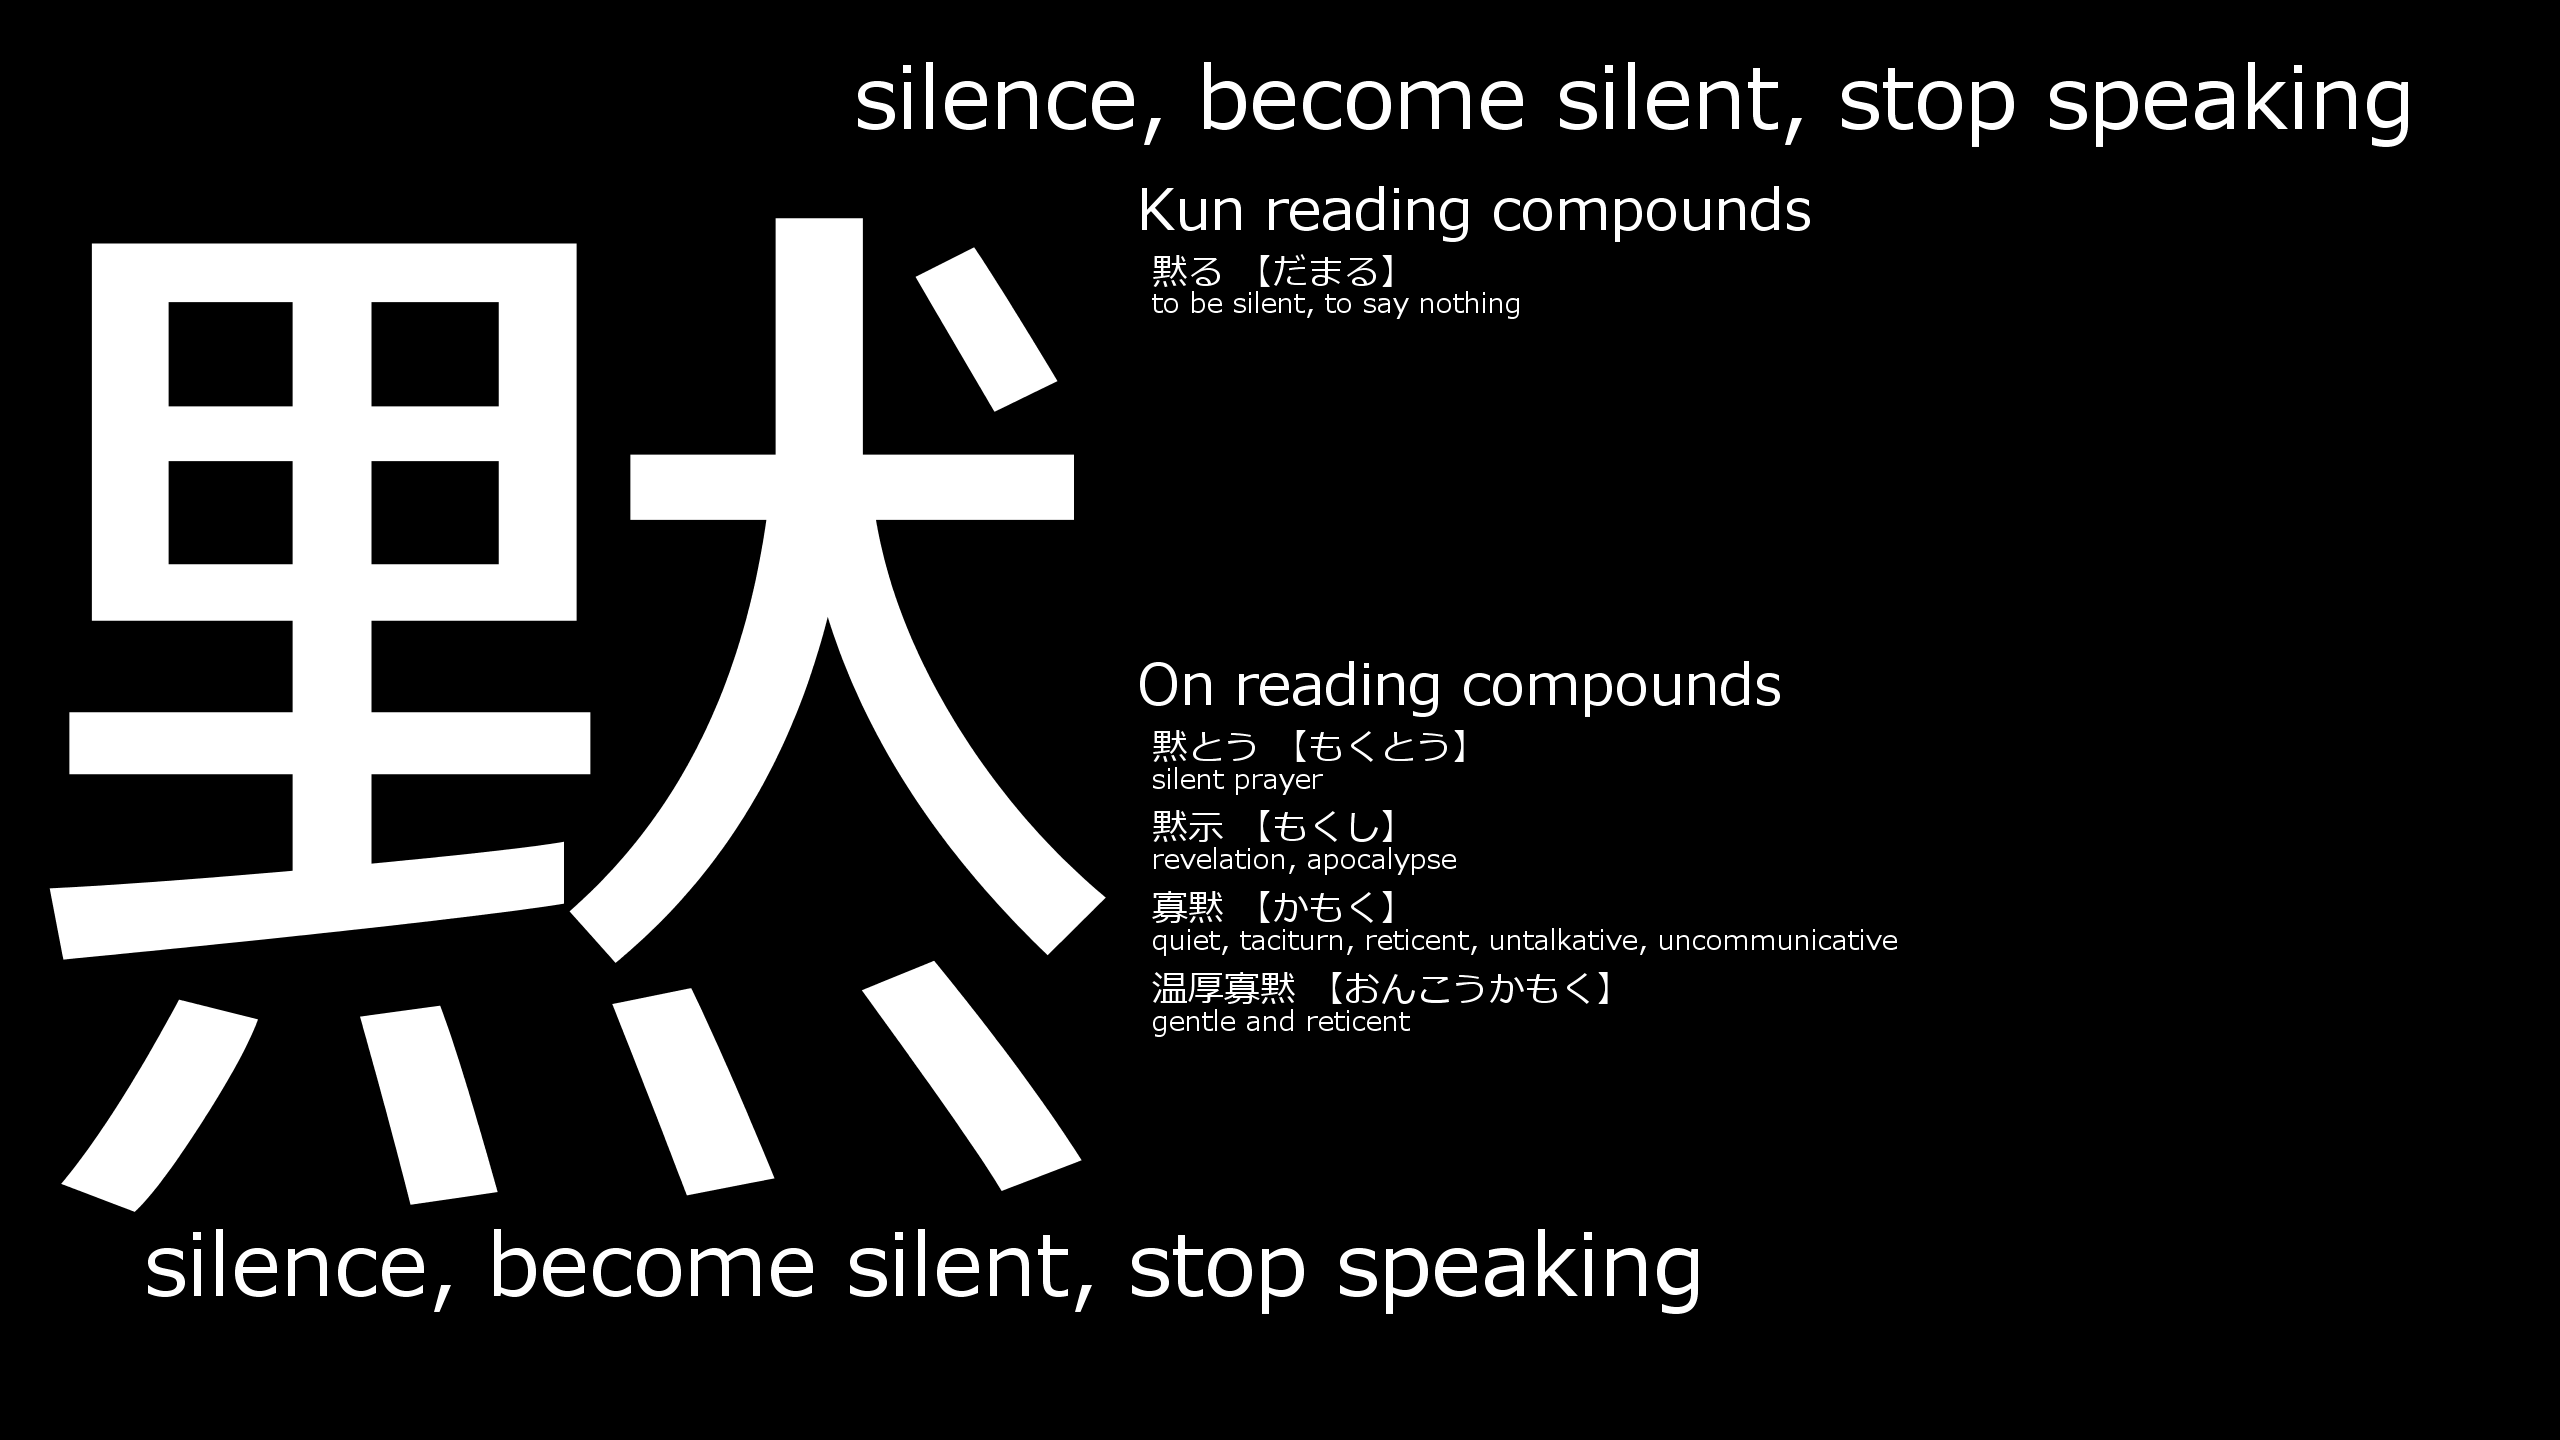 silence, become silent, stop speaking
黙
Kun reading compounds
黙る 【だまる】
to be silent, to say nothing
On reading compounds
黙とう 【もくとう】
silent prayer
黙示 【もくし】
revelation, apocalypse
寡黙 【かもく】
quiet, taciturn, reticent, untalkative, uncommunicative
温厚寡黙 【おんこうかもく】
gentle and reticent
silence, become silent, stop speaking